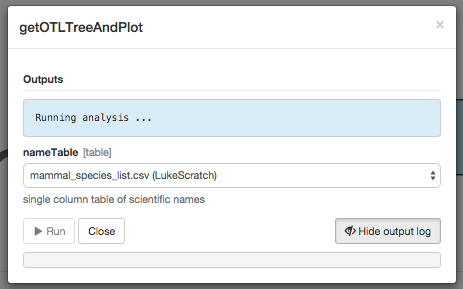 getOTLTreeAndPlot ×
Outputs
Running analysis ...
nameTable [table]
mammal_species_list.csv (LukeScratch)
single column table of scientific names
Run Close Hide output log